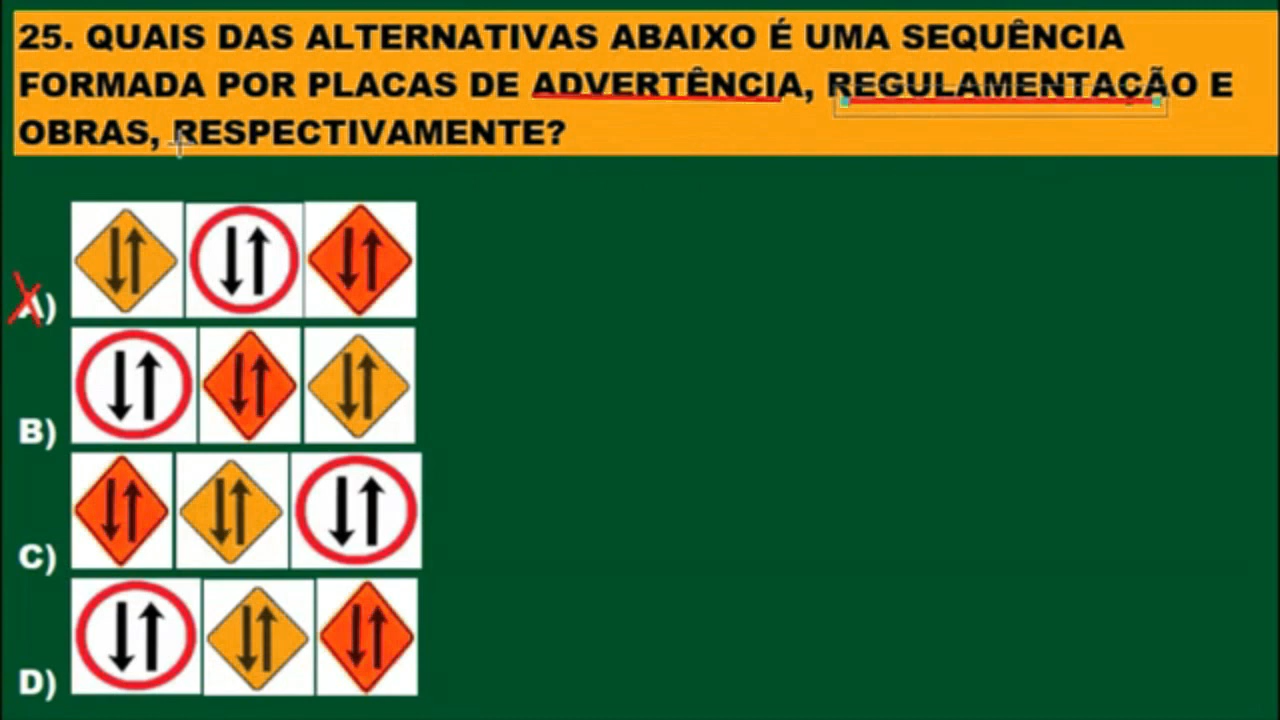 25. QUAIS DAS ALTERNATIVAS ABAIXO É UMA SEQUÊNCIA
FORMADA POR PLACAS DE ADVERTÊNCIA, REGULAMENTAÇÃO E
OBRAS, RESPECTIVAMENTE?
A)
B)
C)
D)